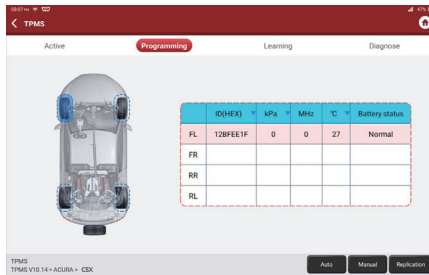 TPMS
Active Programming Learning Diagnose
ID(HEX) kPa MHz ℃ Battery status
FL 12BFEE1F 0 0 27 Normal
FR
RR
RL
TPMS
TPMS V10.14 > ACURA > CSX
Auto Manual Replication